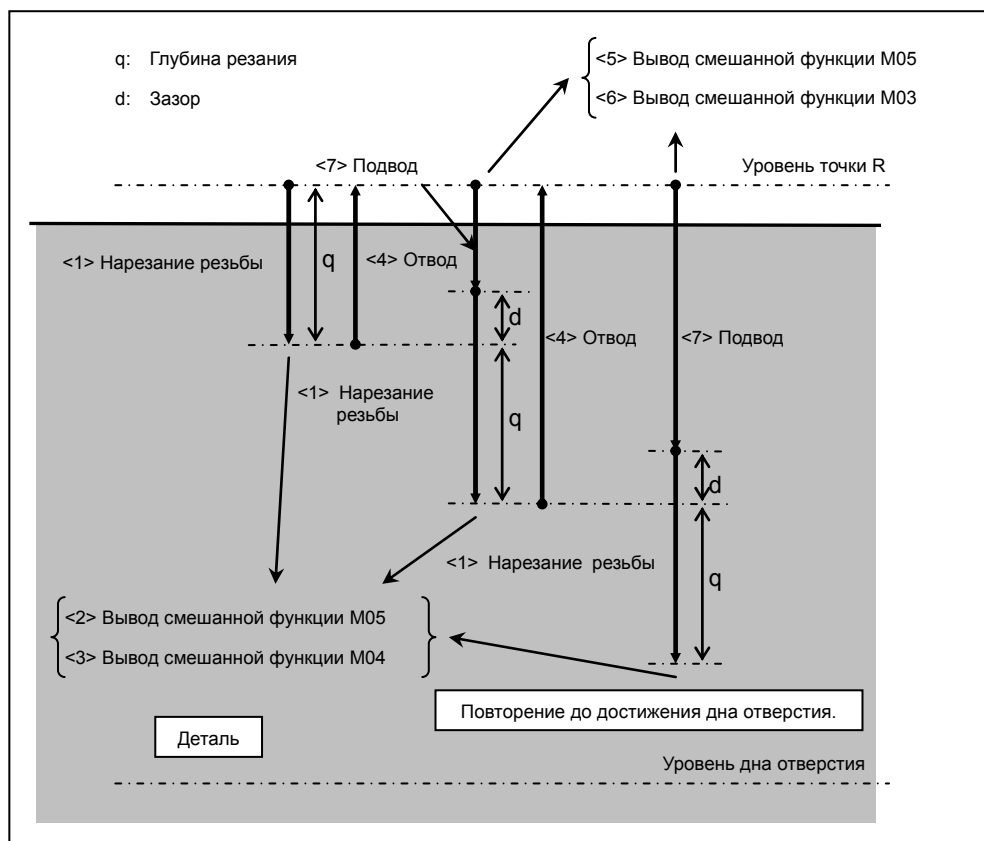 q: Глубина резания
d: Зазор
<5> Вывод смешанной функции M05
<6> Вывод смешанной функции M03
<7> Подвод
Уровень точки R
<1> Нарезание резьбы
q
<4> Отвод
d
<4> Отвод
<7> Подвод
<1> Нарезание
резьбы
q
d
<1> Нарезание резьбы
q
<2> Вывод смешанной функции M05
<3> Вывод смешанной функции M04
Повторение до достижения дна отверстия.
Деталь
Уровень дна отверстия